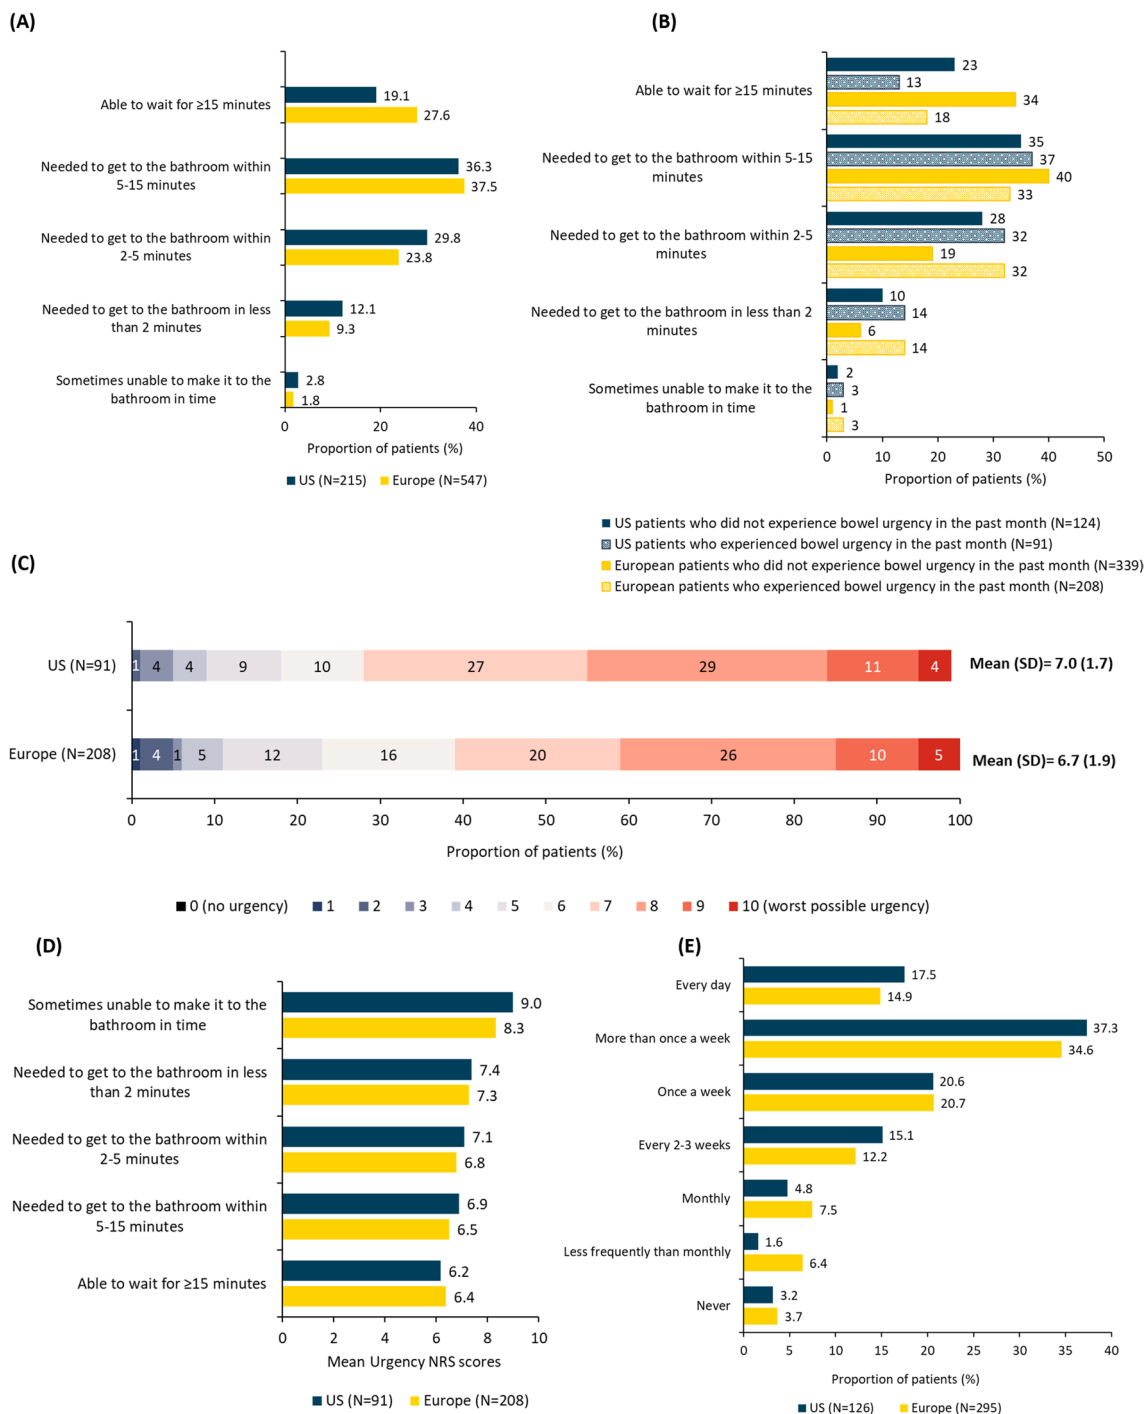 (A)
Able to wait for ≥15 minutes
19.1
27.6
Needed to get to the bathroom within
5-15 minutes
36.3
37.5
Needed to get to the bathroom within
2-5 minutes
29.8
23.8
Needed to get to the bathroom in less
than 2 minutes
12.1
9.3
Sometimes unable to make it to the
bathroom in time
2.8
1.8
0 20 40
Proportion of patients (%)
US (N=215) Europe (N=547)
(B)
Able to wait for ≥15 minutes
23
13
34
18
Needed to get to the bathroom within 5-15
minutes
35
37
40
33
Needed to get to the bathroom within 2-5
minutes
28
32
19
32
Needed to get to the bathroom in less than 2
minutes
10
14
6
14
Sometimes unable to make it to the
bathroom in time
2
3
1
3
0 10 20 30 40 50
Proportion of patients (%)
US patients who did not experience bowel urgency in the past month (N=124)
US patients who experienced bowel urgency in the past month (N=91)
European patients who did not experience bowel urgency in the past month (N=339)
European patients who experienced bowel urgency in the past month (N=208)
(C)
US (N=91) 1 4 4 9 10 27 29 11 4 Mean (SD)= 7.0 (1.7)
Europe (N=208) 1 4 1 5 12 16 20 26 10 5 Mean (SD)= 6.7 (1.9)
0 10 20 30 40 50 60 70 80 90 100
Proportion of patients (%)
0 (no urgency) 1 2 3 4 5 6 7 8 9 10 (worst possible urgency)
(D)
Sometimes unable to make it to the
bathroom in time
9.0
8.3
Needed to get to the bathroom in less
than 2 minutes
7.4
7.3
Needed to get to the bathroom within
2-5 minutes
7.1
6.8
Needed to get to the bathroom within
5-15 minutes
6.9
6.5
Able to wait for ≥15 minutes
6.2
6.4
0 2 4 6 8 10
Mean Urgency NRS scores
US (N=91) Europe (N=208)
(E)
Every day
17.5
14.9
More than once a week
37.3
34.6
Once a week
20.6
20.7
Every 2-3 weeks
15.1
12.2
Monthly
4.8
7.5
Less frequently than monthly
1.6
6.4
Never
3.2
3.7
0 5 10 15 20 25 30 35 40
Proportion of patients (%)
US (N=126) Europe (N=295)